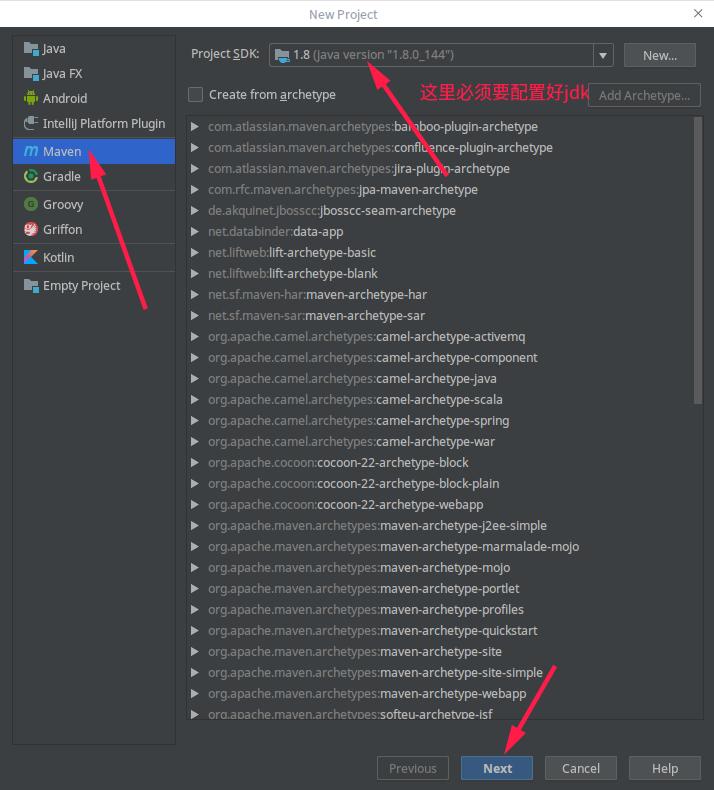 New Project
Java
Java FX
Android
IntelliJ Platform Plugin
Maven
Gradle
Groovy
Griffon
Kotlin
Empty Project
Project SDK: 1.8 (Java version "1.8.0_144") New...
Create from archetype 这里必须要配置好jdk Add Archetype...
com.atlassian.maven.archetypes:bamboo-plugin-archetype
com.atlassian.maven.archetypes:confluence-plugin-archetype
com.atlassian.maven.archetypes:jira-plugin-archetype
com.rfc.maven.archetypes:jpa-maven-archetype
de.akquinet.jbosscc:jbosscc-seam-archetype
net.databinder:data-app
net.liftweb:lift-archetype-basic
net.liftweb:lift-archetype-blank
net.sf.maven-har:maven-archetype-har
net.sf.maven-sar:maven-archetype-sar
org.apache.camel.archetypes:camel-archetype-activemq
org.apache.camel.archetypes:camel-archetype-component
org.apache.camel.archetypes:camel-archetype-java
org.apache.camel.archetypes:camel-archetype-scala
org.apache.camel.archetypes:camel-archetype-spring
org.apache.camel.archetypes:camel-archetype-war
org.apache.cocoon:cocoon-22-archetype-block
org.apache.cocoon:cocoon-22-archetype-block-plain
org.apache.cocoon:cocoon-22-archetype-webapp
org.apache.maven.archetypes:maven-archetype-j2ee-simple
org.apache.maven.archetypes:maven-archetype-marmalade-mojo
org.apache.maven.archetypes:maven-archetype-mojo
org.apache.maven.archetypes:maven-archetype-portlet
org.apache.maven.archetypes:maven-archetype-profiles
org.apache.maven.archetypes:maven-archetype-quickstart
org.apache.maven.archetypes:maven-archetype-site
org.apache.maven.archetypes:maven-archetype-site-simple
org.apache.maven.archetypes:maven-archetype-webapp
org.apache.maven.archetypes:softeu-archetype-jsf
Previous Next Cancel Help